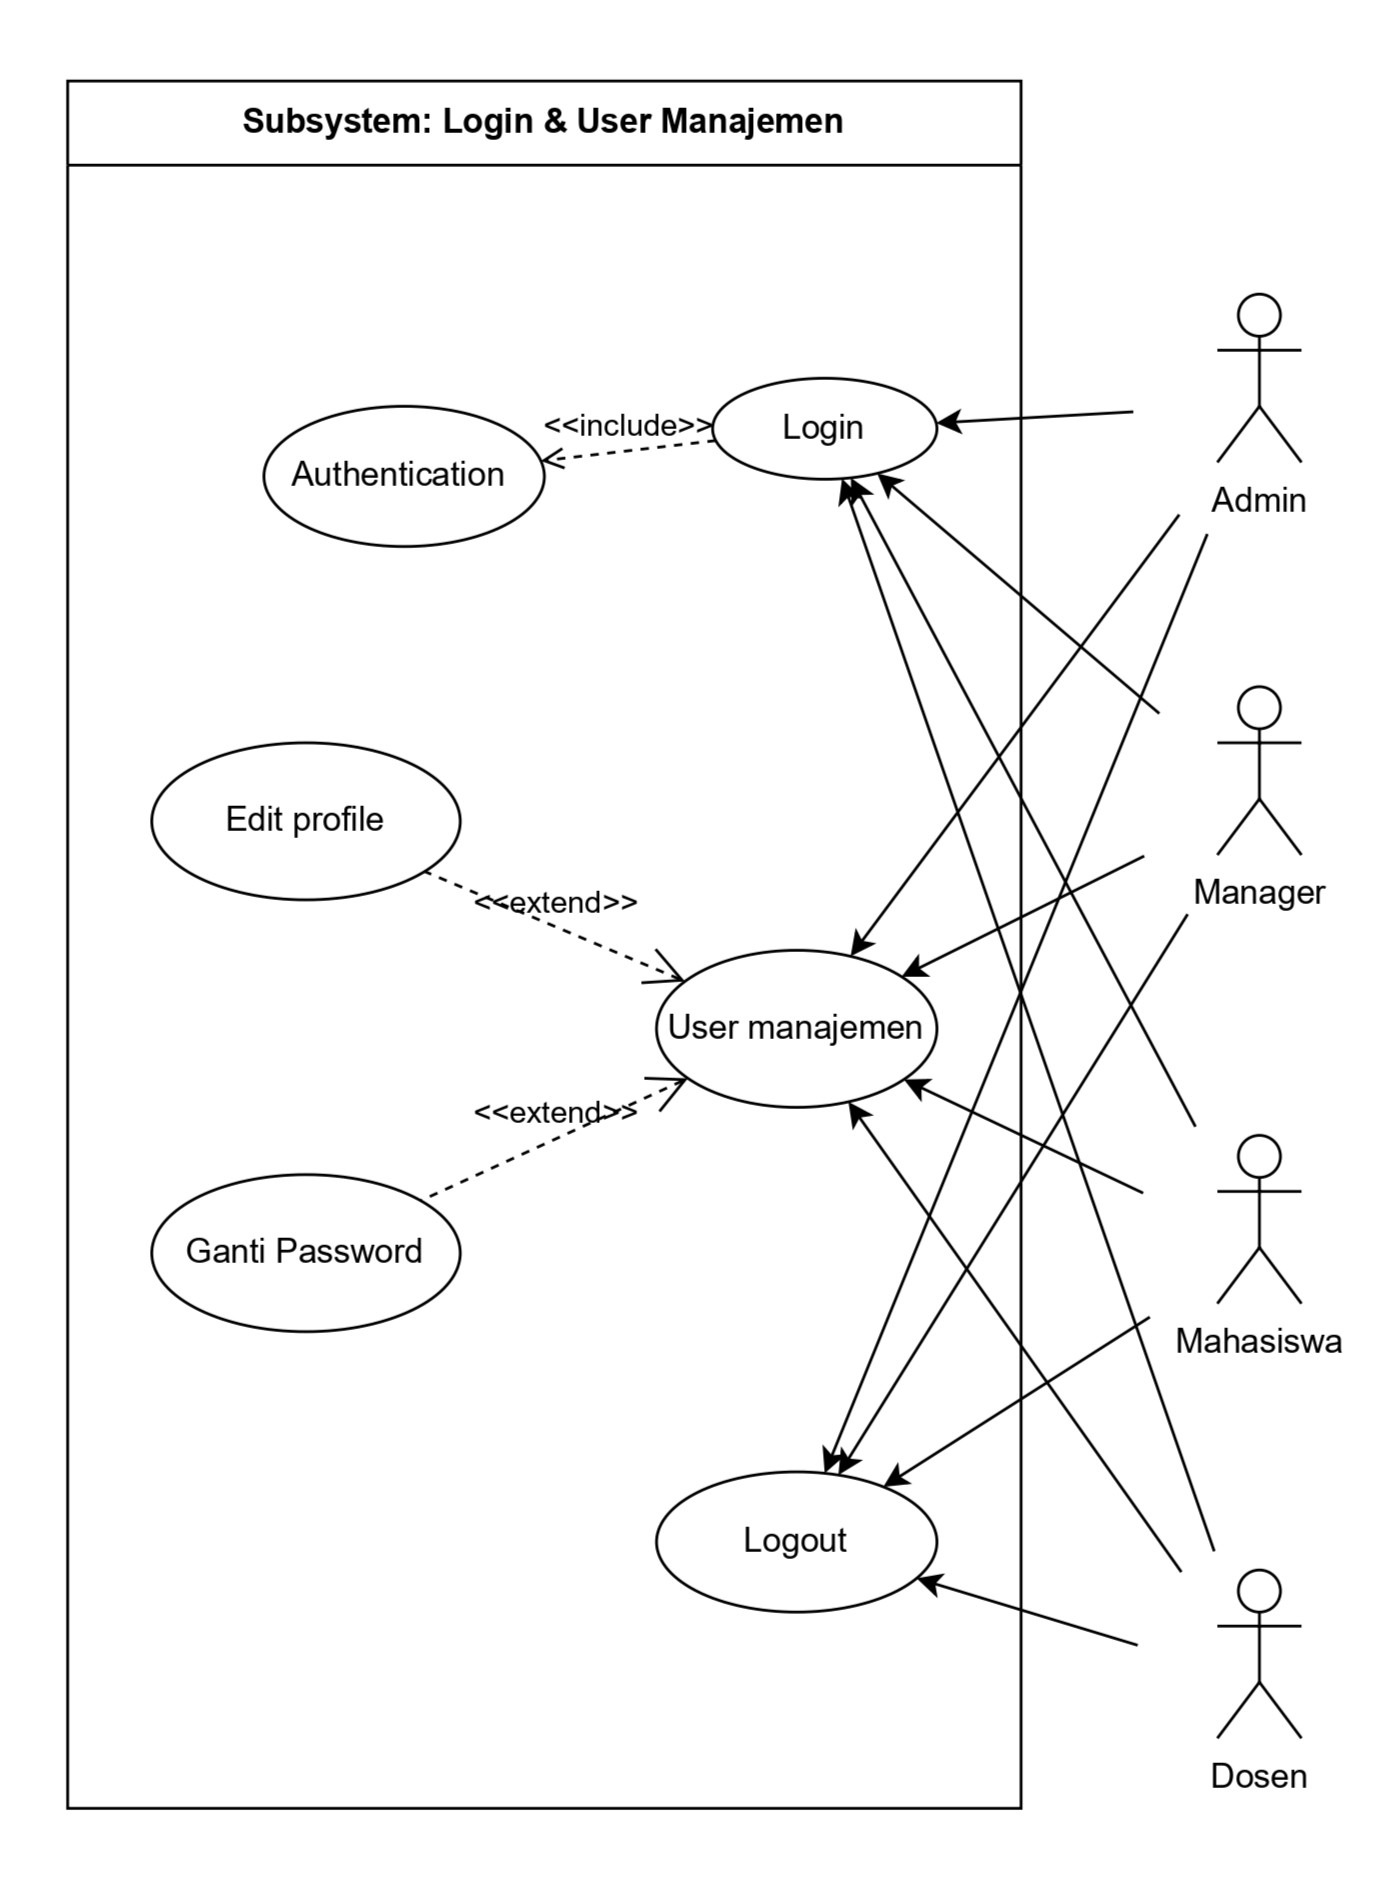 Subsystem: Login & User Manajemen
<<include>>
Login
Authentication
Admin
Edit profile
<<extend>>
Manager
User manajemen
<<extend>>
Ganti Password
Mahasiswa
Logout
Dosen